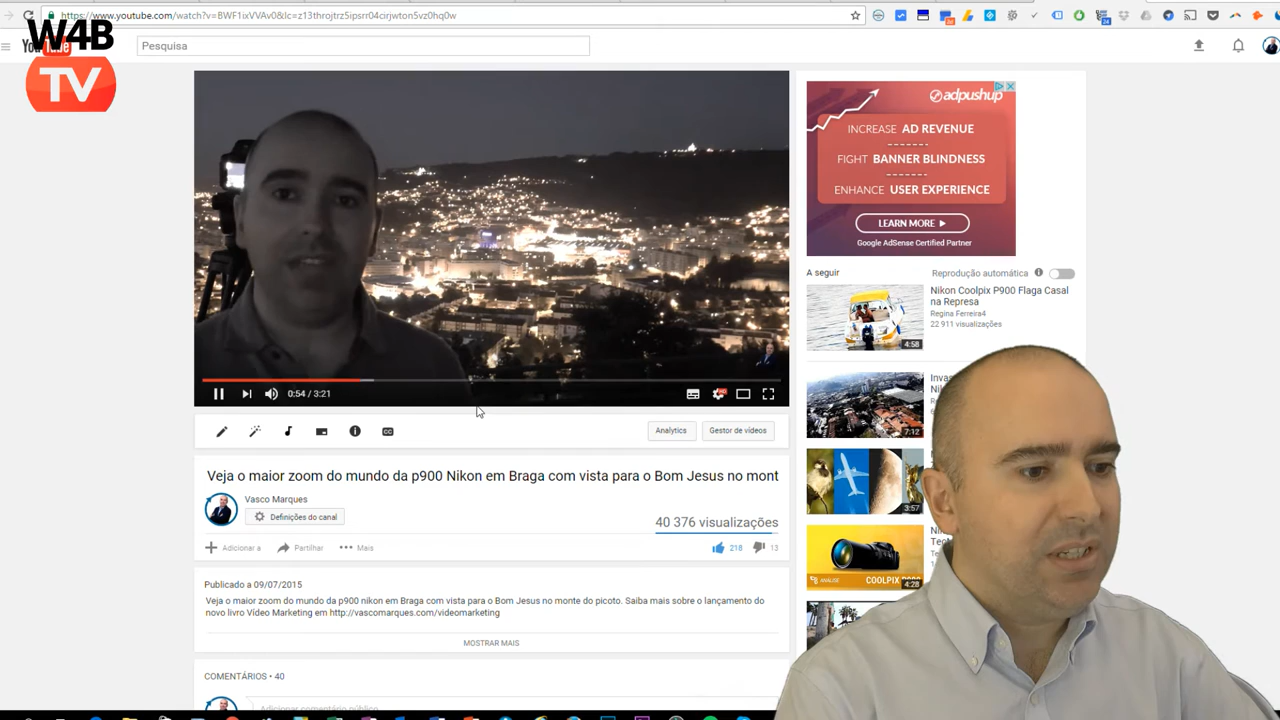 https://www.youtube.com/watch?v=BWF1ixVVAv0&lc=z13throjtrz5ipsrr04cirjwton5vz0hq0w
W4B
TV
You
Pesquisa
adpushup
INCREASE AD REVENUE
FIGHT BANNER BLINDNESS
ENHANCE USER EXPERIENCE
LEARN MORE
Google AdSense Certified Partner
A seguir
Reprodução automática
Nikon Coolpix P900 Flaga Casal
na Represa
Regina Ferreira4
22 911 visualizações
4:58
7:12
3:57
ANÁLISE
4:28
0:54 / 3:21
Analytics
Gestor de vídeos
Veja o maior zoom do mundo da p900 Nikon em Braga com vista para o Bom Jesus no mont
Vasco Marques
Definições do canal
40 376 visualizações
Adicionar a
Partilhar
Mais
218
13
Publicado a 09/07/2015
Veja o maior zoom do mundo da p900 nikon em Braga com vista para o Bom Jesus no monte do picoto. Saiba mais sobre o lançamento do
novo livro Vídeo Marketing em http://vascomarques.com/videomarketing
MOSTRAR MAIS
COMENTÁRIOS • 40
Adicionar comentário público